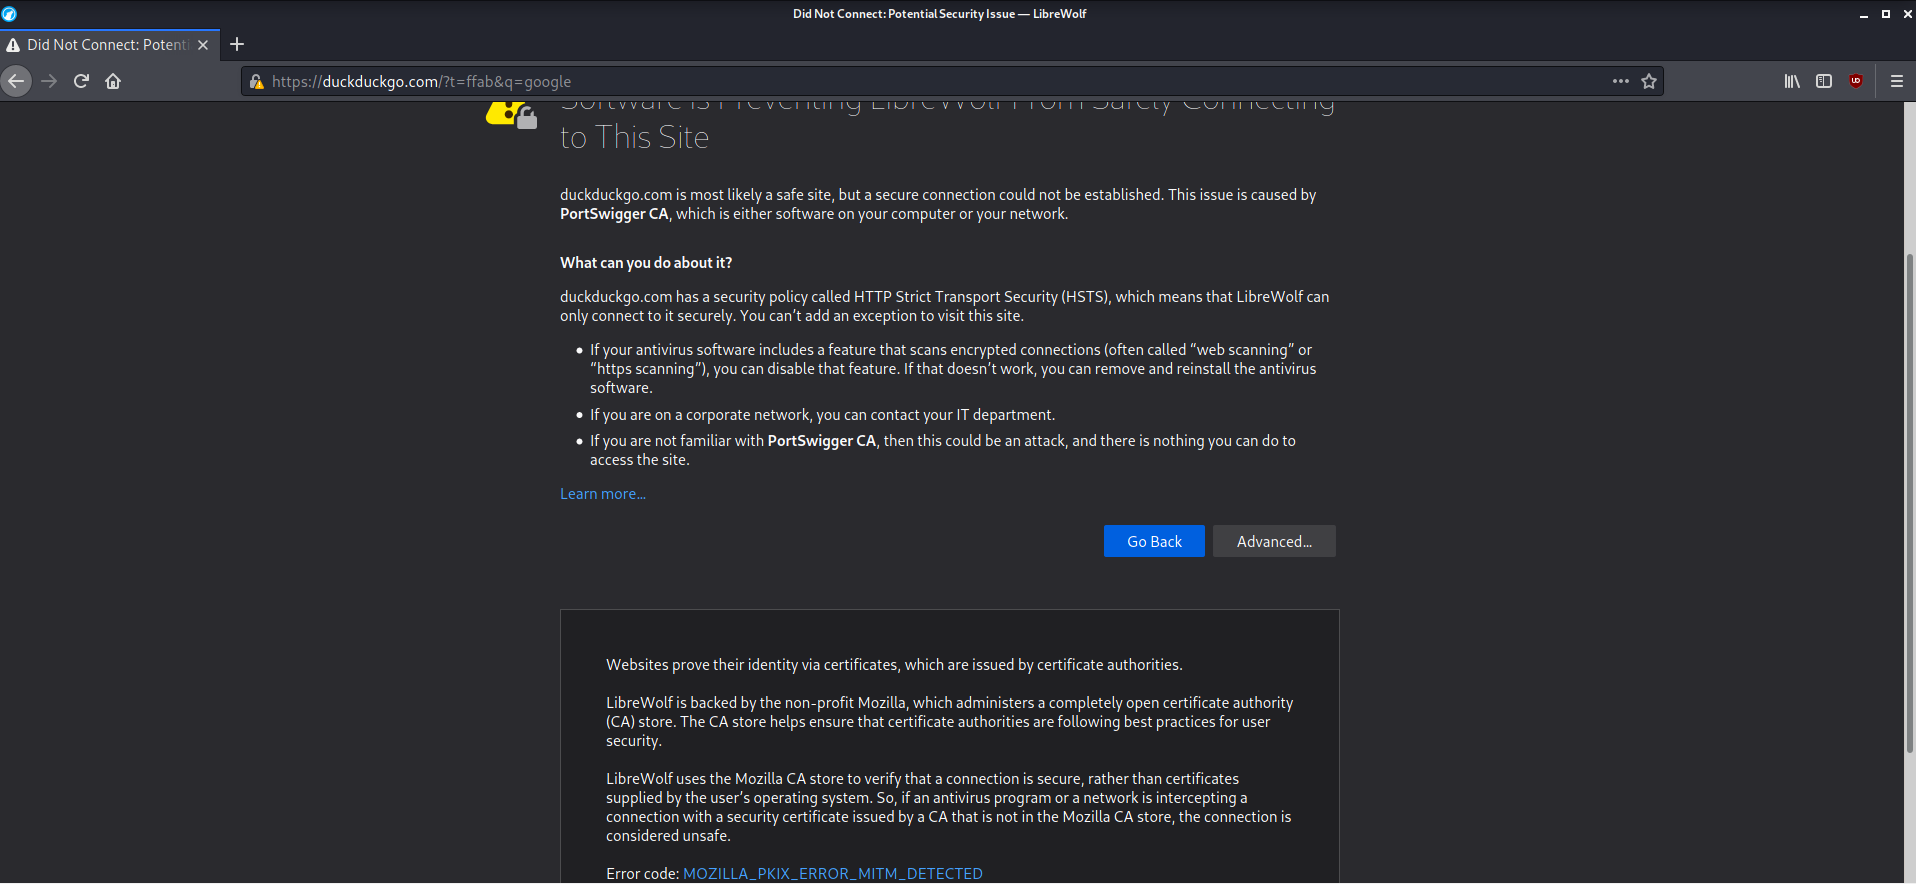 Did Not Connect: Potential Security Issue — LibreWolf
Did Not Connect: Potenti
https://duckduckgo.com/?t=ffab&q=google
Software is Preventing LibreWolf From Safely Connecting
to This Site
duckduckgo.com is most likely a safe site, but a secure connection could not be established. This issue is caused by
PortSwigger CA, which is either software on your computer or your network.
What can you do about it?
duckduckgo.com has a security policy called HTTP Strict Transport Security (HSTS), which means that LibreWolf can
only connect to it securely. You can’t add an exception to visit this site.
If your antivirus software includes a feature that scans encrypted connections (often called “web scanning” or
“https scanning”), you can disable that feature. If that doesn’t work, you can remove and reinstall the antivirus
software.
If you are on a corporate network, you can contact your IT department.
If you are not familiar with PortSwigger CA, then this could be an attack, and there is nothing you can do to
access the site.
Learn more…
Go Back
Advanced…
Websites prove their identity via certificates, which are issued by certificate authorities.
LibreWolf is backed by the non-profit Mozilla, which administers a completely open certificate authority
(CA) store. The CA store helps ensure that certificate authorities are following best practices for user
security.
LibreWolf uses the Mozilla CA store to verify that a connection is secure, rather than certificates
supplied by the user’s operating system. So, if an antivirus program or a network is intercepting a
connection with a security certificate issued by a CA that is not in the Mozilla CA store, the connection is
considered unsafe.
Error code: MOZILLA_PKIX_ERROR_MITM_DETECTED